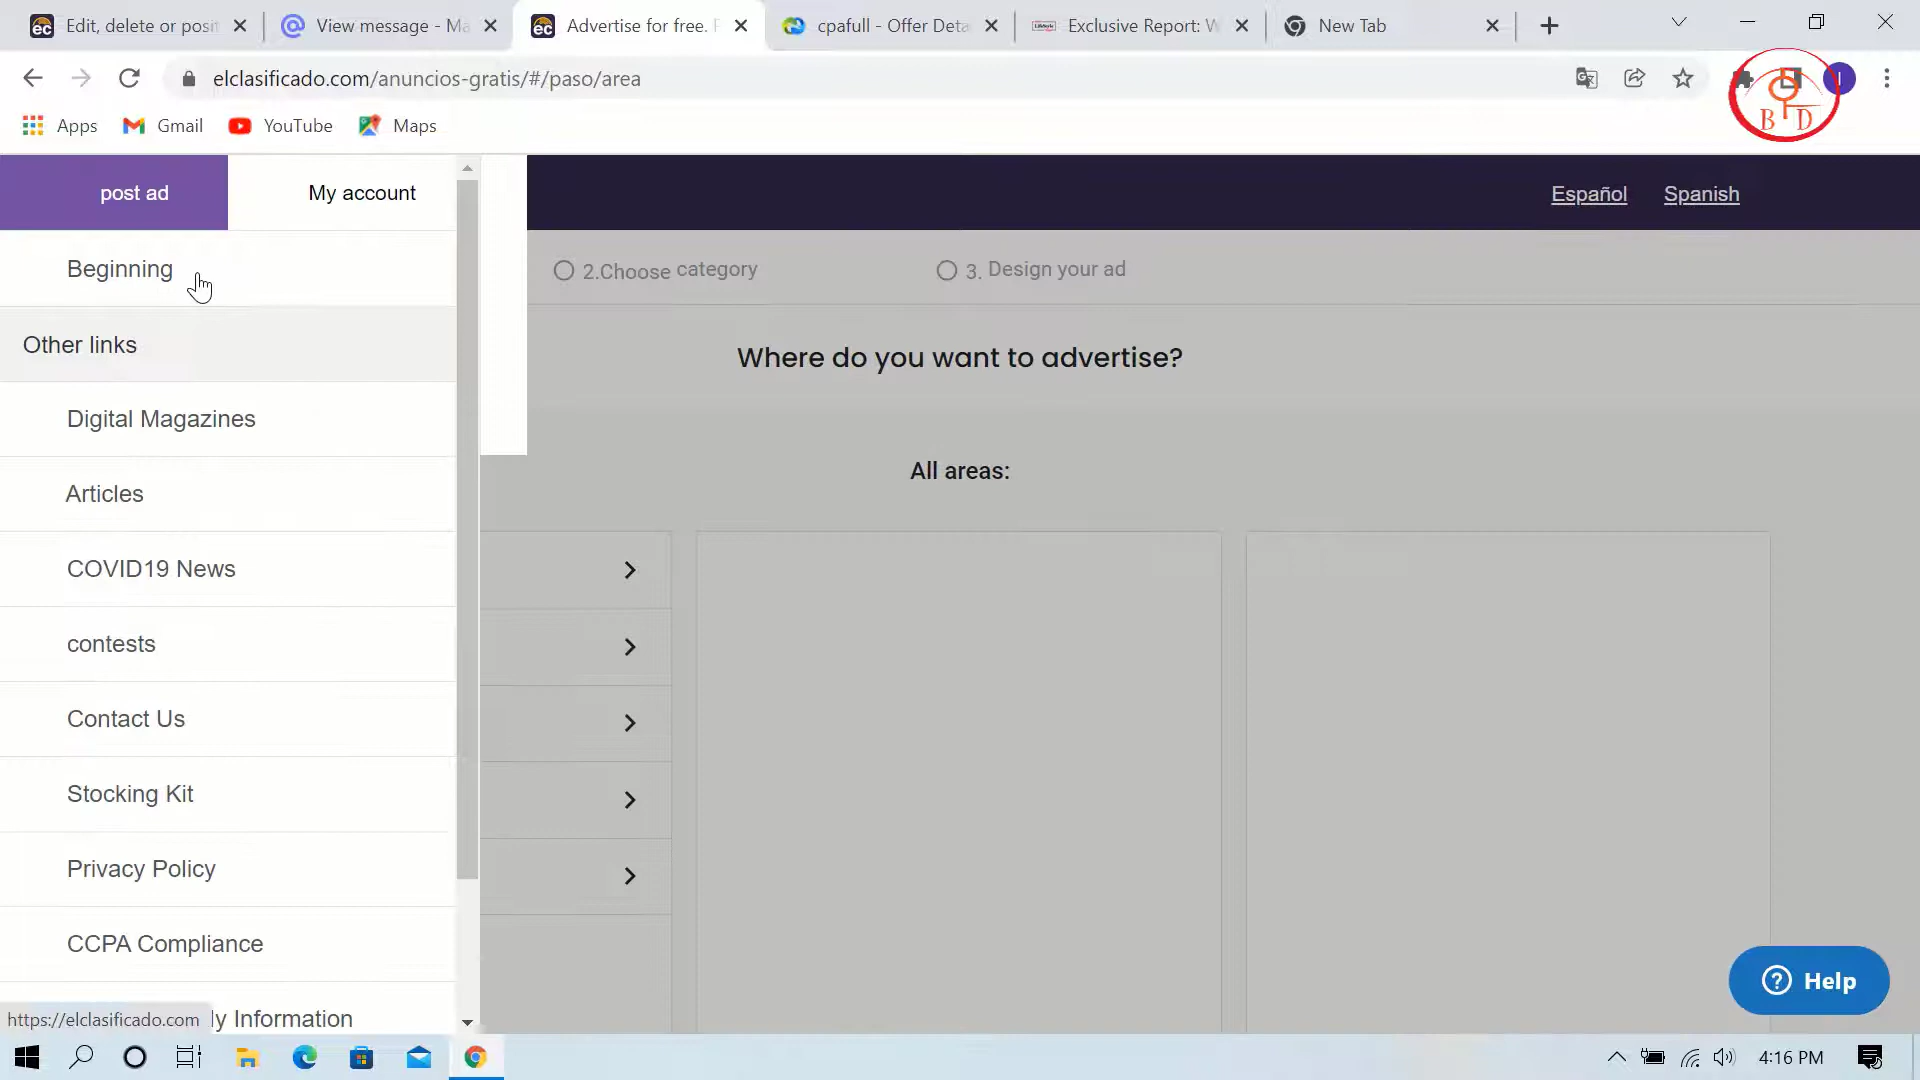 Edit, delete or posi
View message - Ma
Advertise for free. F
cpafull - Offer Deta
Exclusive Report: W
New Tab
elclasificado.com/anuncios-gratis/#/paso/area
Apps
Gmail
YouTube
Maps
B D
post ad
My account
Español
Spanish
Beginning
2.Choose category
3. Design your ad
Other links
Where do you want to advertise?
Digital Magazines
All areas:
Articles
COVID19 News
contests
Contact Us
Stocking Kit
Privacy Policy
CCPA Compliance
Help
https://elclasificado.com
ly Information
4:16 PM